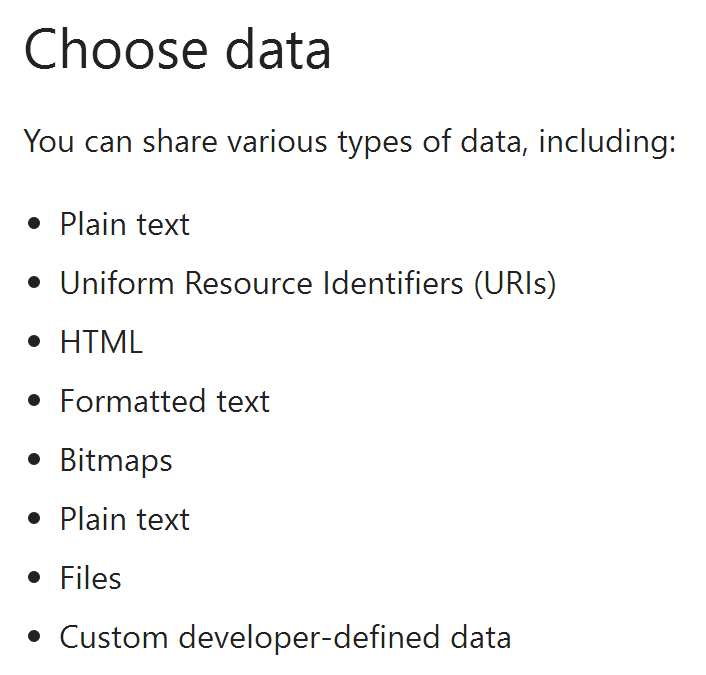 Choose data
You can share various types of data, including:
• Plain text
• Uniform Resource Identifiers (URIs)
• HTML
• Formatted text
• Bitmaps
• Plain text
• Files
• Custom developer-defined data